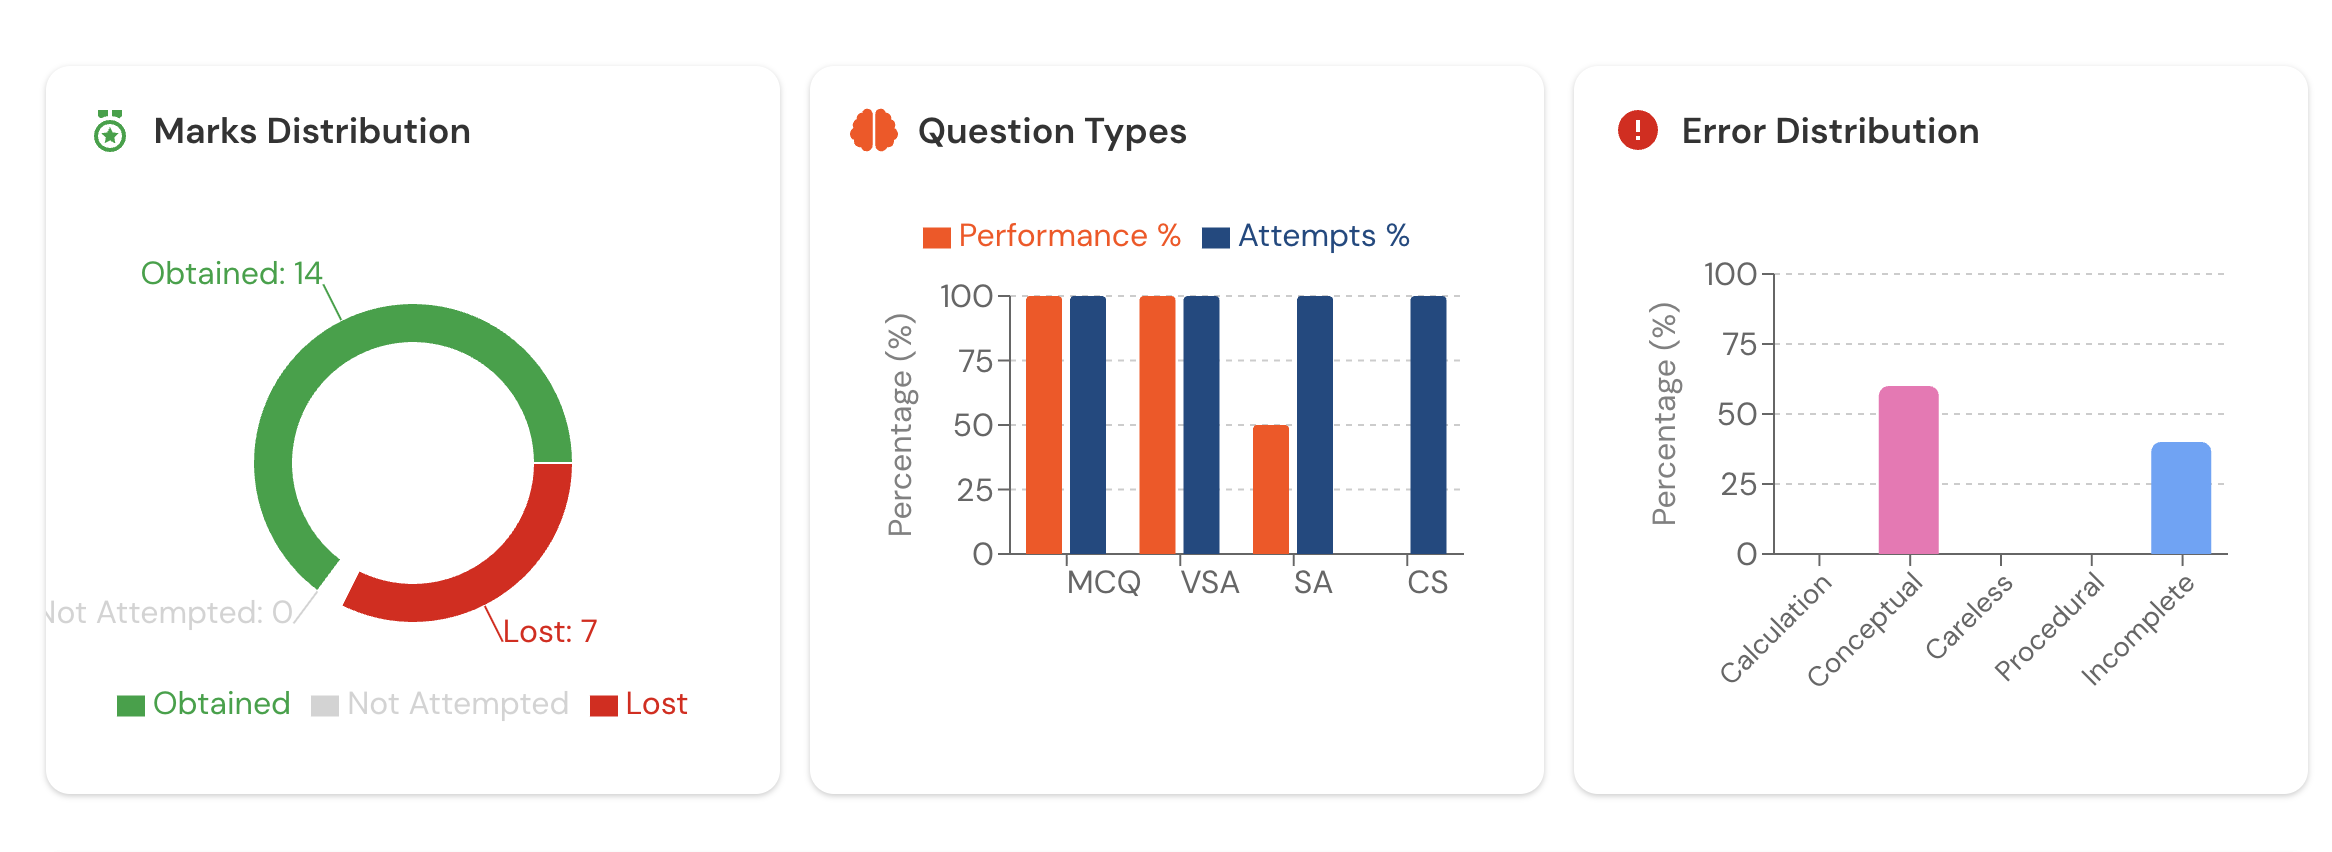 Marks Distribution
Obtained: 14
Not Attempted: 0
Lost: 7
Obtained Not Attempted Lost
Question Types
Performance % Attempts %
Percentage (%)
100
75
50
25
0
MCQ VSA SA CS
Error Distribution
Percentage (%)
100
75
50
25
0
Calculation Conceptual Careless Procedural Incomplete